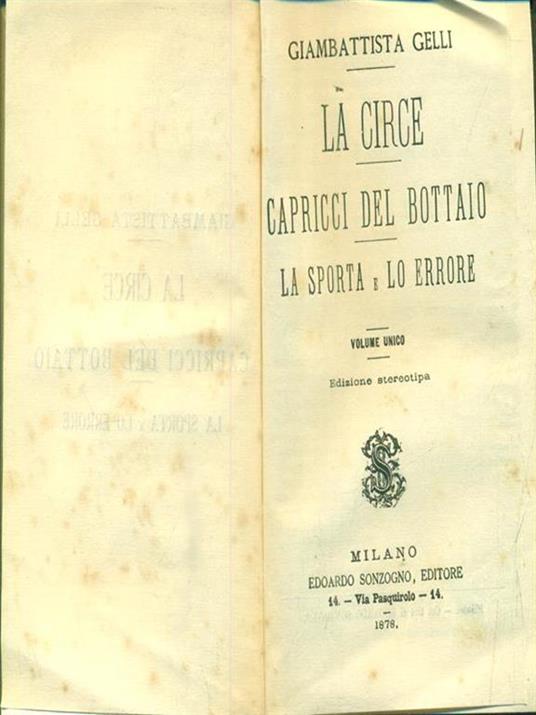 GIAMBATTISTA GELLI
LA CIRCE
CAPRICCI DEL BOTTAIO
LA SPORTA E LO ERRORE
VOLUME UNICO
Edizione stereotipa
S
MILANO
EDOARDO SONZOGNO, EDITORE
14. – Via Pasquirolo – 14.
1878.